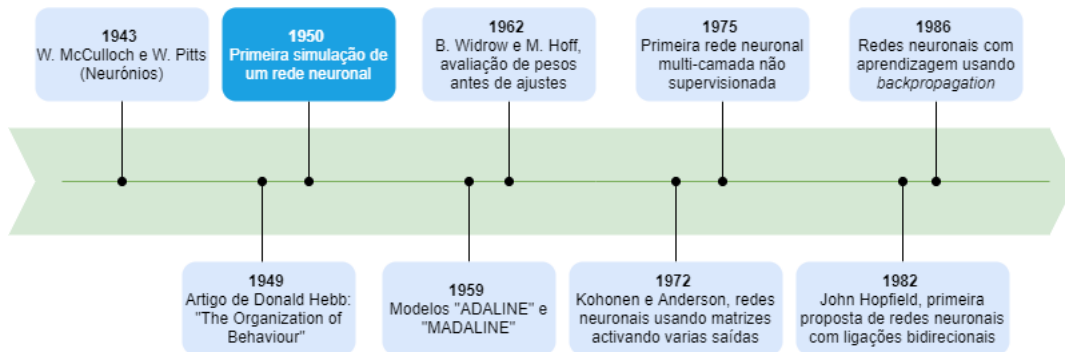 1943
W. McCulloch e W. Pitts
(Neurónios)
1950
Primeira simulação de
um rede neuronal
1962
B. Widrow e M. Hoff,
avaliação de pesos
antes de ajustes
1975
Primeira rede neuronal
multi-camada não
supervisionada
1986
Redes neuronais com
aprendizagem usando
backpropagation
1949
Artigo de Donald Hebb:
"The Organization of
Behaviour"
1959
Modelos "ADALINE" e
"MADALINE"
1972
Kohonen e Anderson, redes
neuronais usando matrizes
activando varias saídas
1982
John Hopfield, primeira
proposta de redes neuronais
com ligações bidirecionais